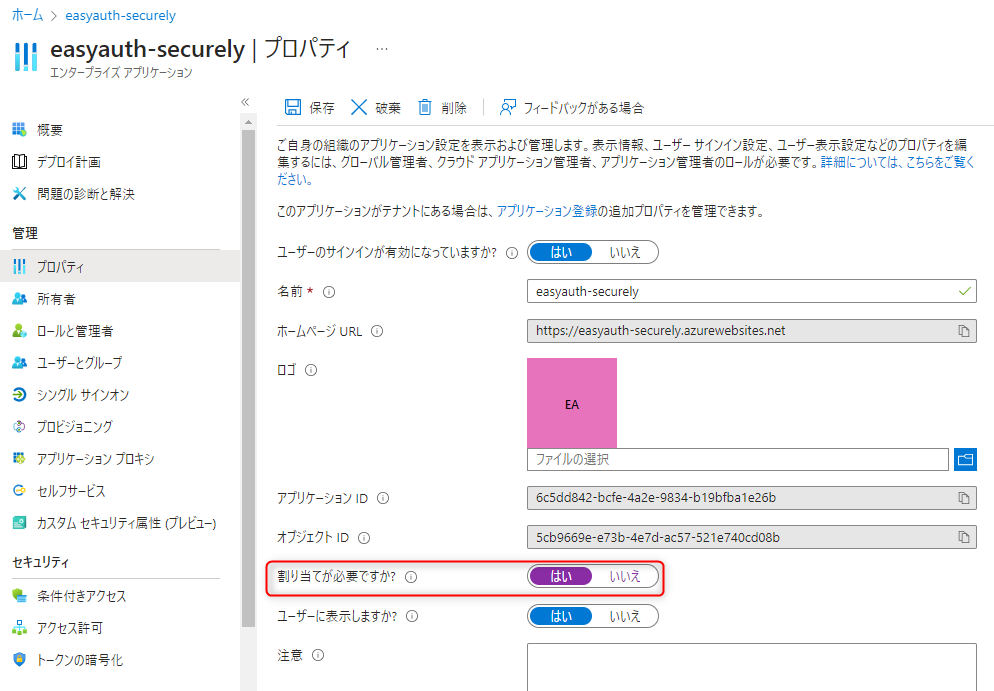 ホーム > easyauth-securely
easyauth-securely | プロパティ ...
エンタープライズ アプリケーション
«
概要
デプロイ計画
問題の診断と解決
管理
プロパティ
所有者
ロールと管理者
ユーザーとグループ
シングル サインオン
プロビジョニング
アプリケーション プロキシ
セルフサービス
カスタム セキュリティ属性 (プレビュー)
セキュリティ
条件付きアクセス
アクセス許可
トークンの暗号化
保存 破棄 削除 フィードバックがある場合
ご自身の組織のアプリケーション設定を表示および管理します。表示情報、ユーザー サインイン設定、ユーザー表示設定などのプロパティを編
集するには、グローバル管理者、クラウド アプリケーション管理者、アプリケーション管理者のロールが必要です。詳細については、こちらをご覧く
ださい。
このアプリケーションがテナントにある場合は、アプリケーション登録の追加プロパティを管理できます。
ユーザーのサインインが有効になっていますか? はい いいえ
名前 * easyauth-securely
ホームページ URL https://easyauth-securely.azurewebsites.net
ロゴ
EA
ファイルの選択
アプリケーション ID 6c5dd842-bcfe-4a2e-9834-b19bfba1e26b
オブジェクト ID 5cb9669e-e73b-4e7d-ac57-521e740cd08b
割り当てが必要ですか? はい いいえ
ユーザーに表示しますか? はい いいえ
注意